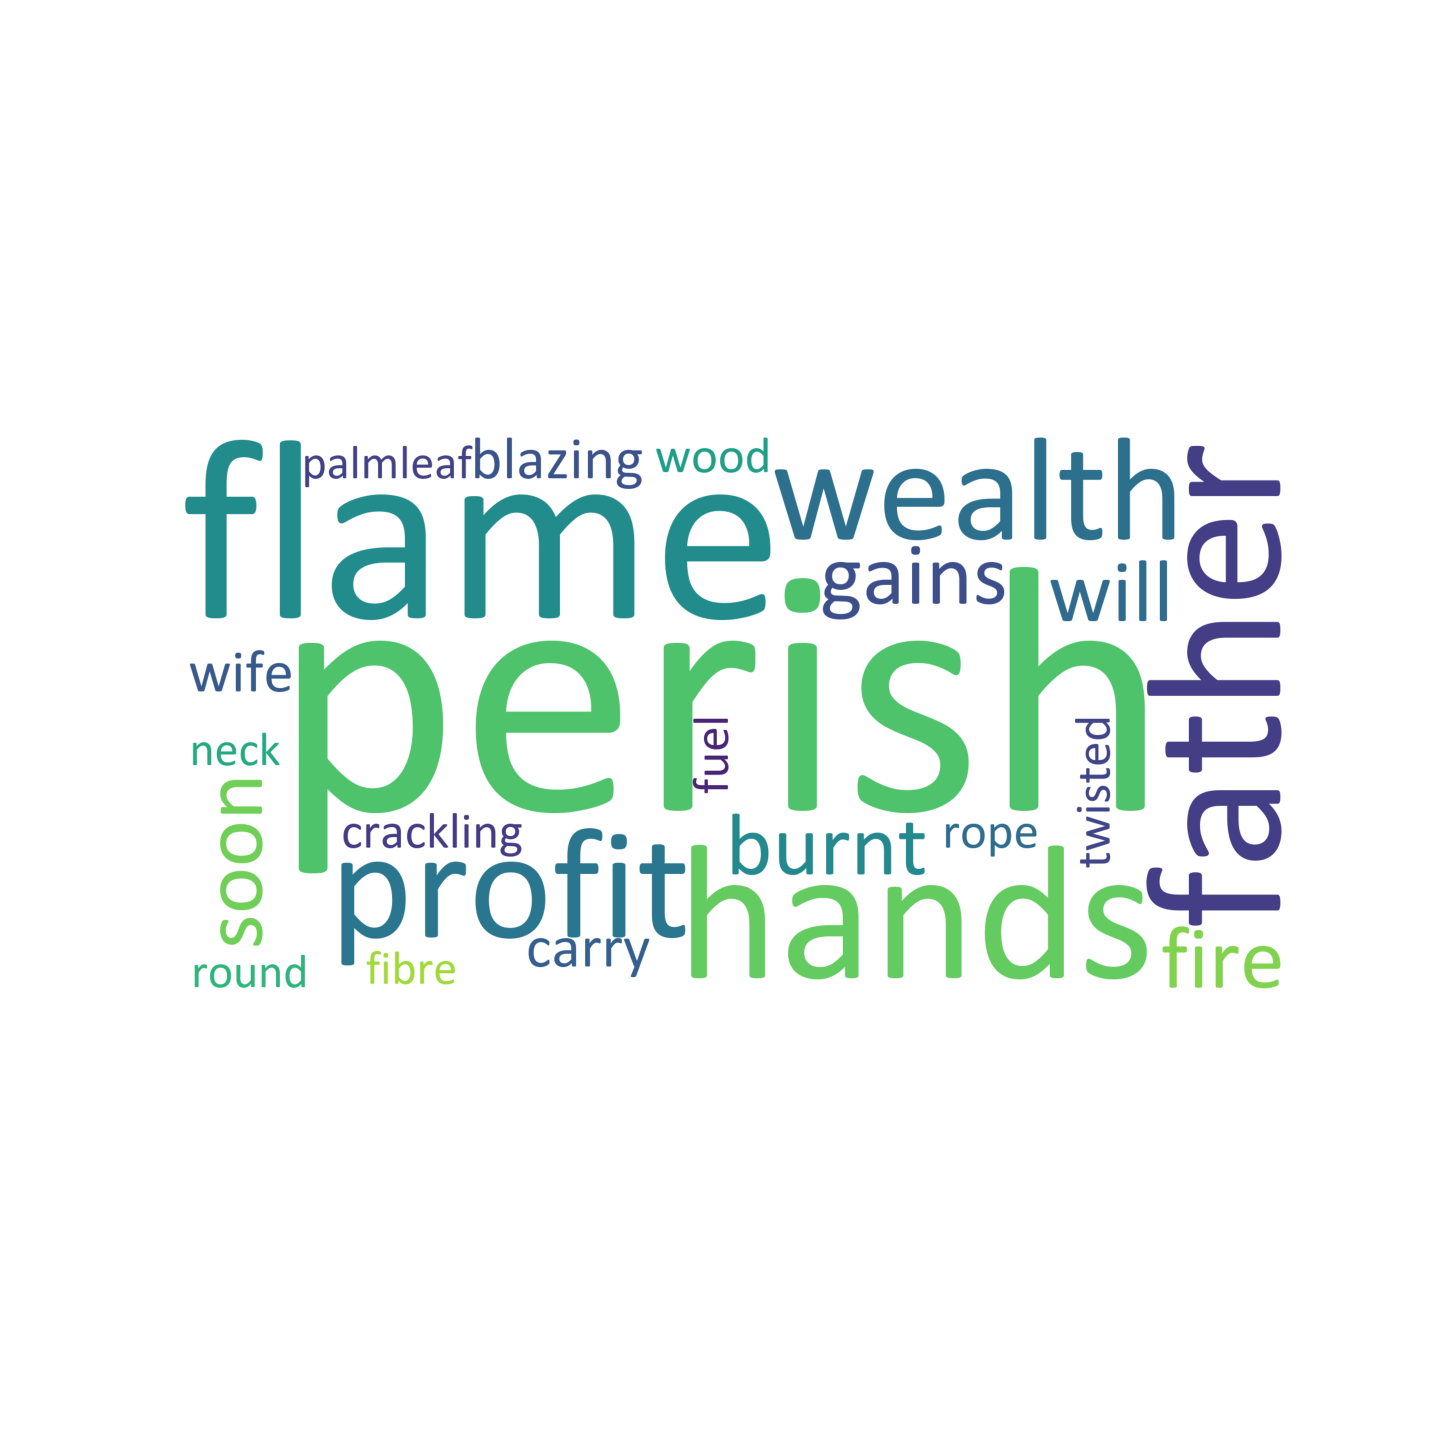 palmleaf
blazing
wood
flame
wealth
father
gains
will
perish
wife
neck
fuel
twisted
soon
crackling
profit
burnt
rope
hands
carry
fire
round
fibre